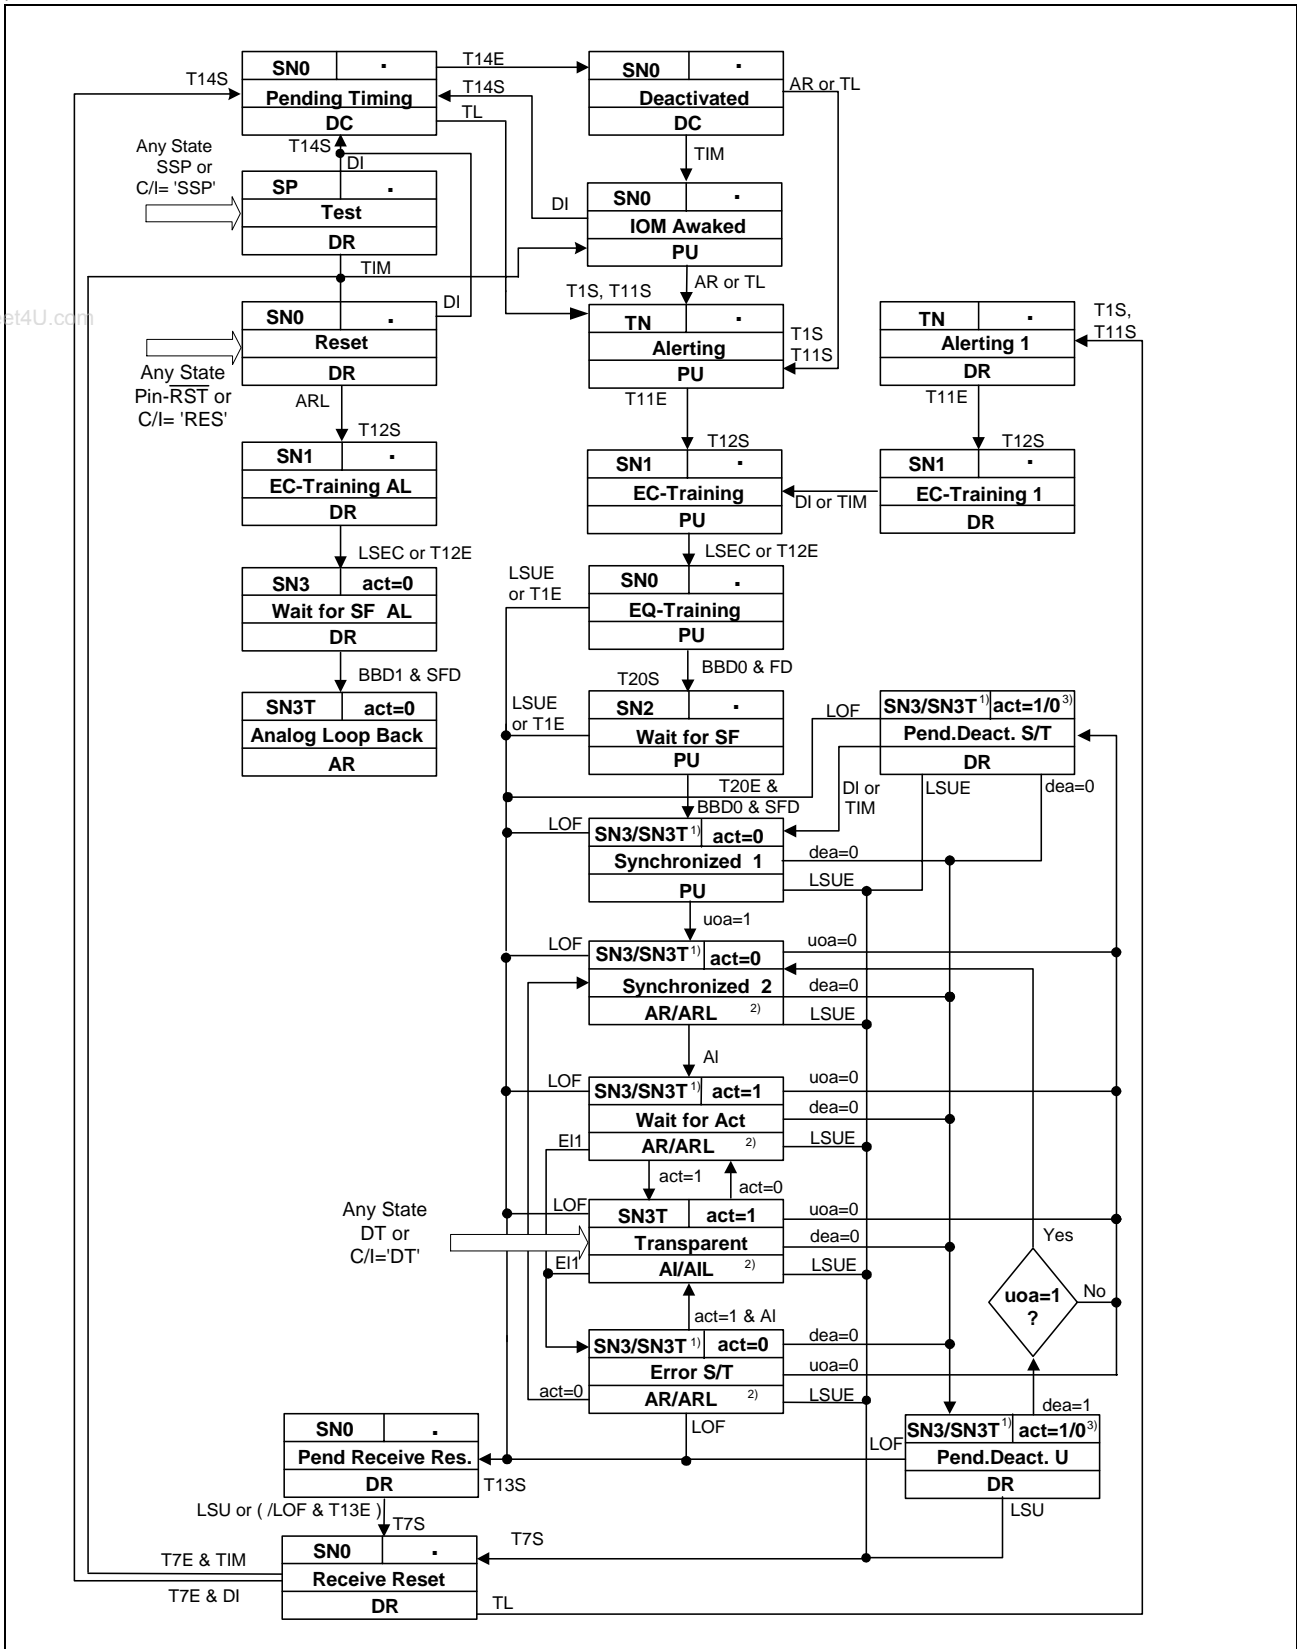 SN0 .
Pending Timing
DC
T14S
T14E
T14S
TL
SN0 .
Deactivated
DC
AR or TL
TIM
Any State
SSP or
C/I= 'SSP'
T14S
DI
SP .
Test
DR
DI
SN0 .
IOM Awaked
PU
TIM
AR or TL
et4U.com
DI
SN0 .
Reset
DR
Any State
Pin-RST or
C/I= 'RES'
ARL
T1S, T11S
TN .
Alerting
PU
T1S
T11S
T11E
TN .
Alerting 1
DR
T1S,
T11S
T11E
T12S
SN1 .
EC-Training AL
DR
T12S
SN1 .
EC-Training
PU
DI or TIM
T12S
SN1 .
EC-Training 1
DR
LSEC or T12E
SN3 act=0
Wait for SF AL
DR
LSEC or T12E
LSUE
or T1E
SN0 .
EQ-Training
PU
BBD1 & SFD
SN3T act=0
Analog Loop Back
AR
BBD0 & FD
T20S
LSUE
or T1E
SN2 .
Wait for SF
PU
LOF
SN3/SN3T 1) act=1/0 3)
Pend.Deact. S/T
DR
T20E &
BBD0 & SFD
DI or
TIM
LSUE
dea=0
LOF
SN3/SN3T 1) act=0
Synchronized 1
PU
dea=0
LSUE
uoa=1
LOF
SN3/SN3T 1) act=0
Synchronized 2
AR/ARL 2)
uoa=0
dea=0
LSUE
AI
LOF
SN3/SN3T 1) act=1
Wait for Act
AR/ARL 2)
uoa=0
dea=0
LSUE
EI1
act=1
act=0
Any State
DT or
C/I='DT'
LOF
SN3T act=1
Transparent
AI/AIL 2)
uoa=0
dea=0
LSUE
EI1
Yes
uoa=1
?
No
act=1 & AI
SN3/SN3T 1) act=0
Error S/T
AR/ARL 2)
dea=0
uoa=0
LSUE
act=0
LOF
dea=1
SN0 .
Pend Receive Res.
DR
T13S
LOF
SN3/SN3T 1) act=1/0 3)
Pend.Deact. U
DR
LSU
LSU or ( /LOF & T13E )
T7S
T7S
SN0 .
Receive Reset
DR
T7E & TIM
T7E & DI
TL